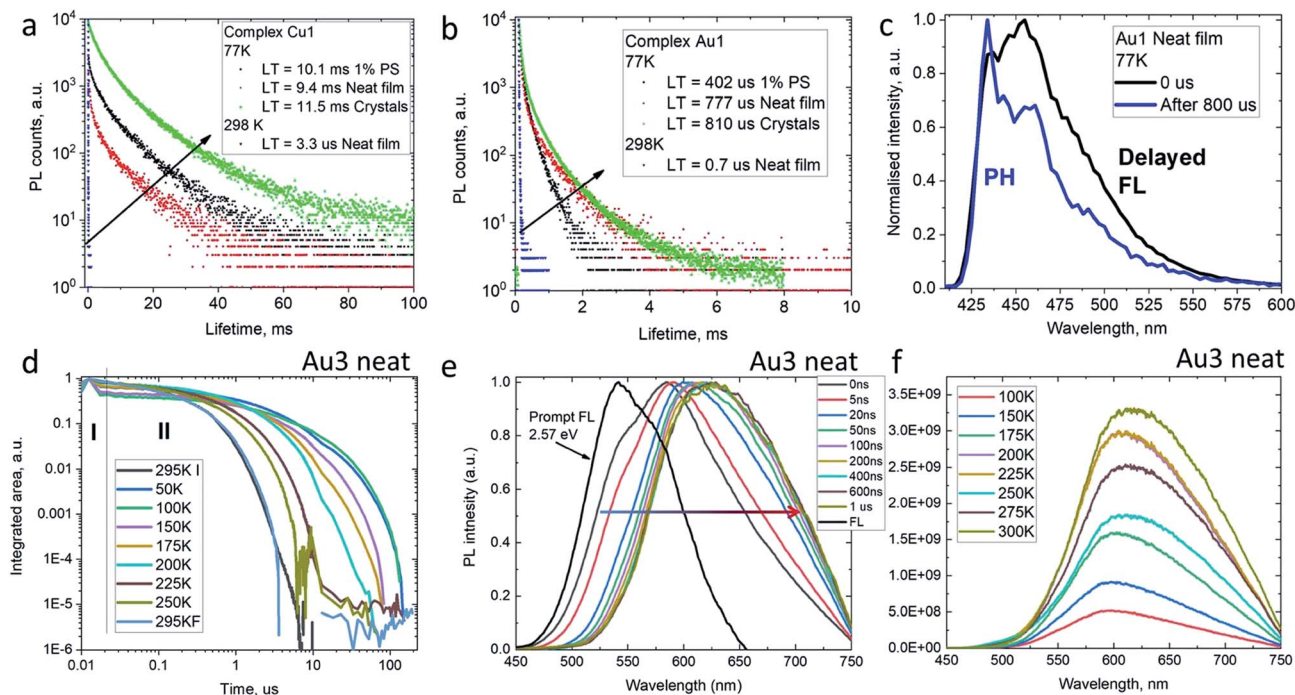 a
PL counts, a.u.
10⁴
10³
10²
10¹
10⁰
Complex Cu1
77K
LT = 10.1 ms 1% PS
LT = 9.4 ms Neat film
LT = 11.5 ms Crystals
298 K
LT = 3.3 us Neat film
0 20 40 60 80 100
Lifetime, ms
b
PL counts, a.u.
10⁴
10³
10²
10¹
10⁰
Complex Au1
77K
LT = 402 us 1% PS
LT = 777 us Neat film
LT = 810 us Crystals
298K
LT = 0.7 us Neat film
0 2 4 6 8 10
Lifetime, ms
c
Normalised intensity, a.u.
1.0
0.8
0.6
0.4
0.2
0.0
Au1 Neat film
77K
0 us
After 800 us
PH
Delayed
FL
425 450 475 500 525 550 575 600
Wavelength, nm
d
Au3 neat
Integrated area, a.u.
1
0.1
0.01
0.001
1E-4
1E-5
1E-6
I
II
295K I
50K
100K
150K
175K
200K
225K
250K
295KF
0.01 0.1 1 10 100
Time, us
e
Au3 neat
PL intnesity (a.u.)
1.0
0.8
0.6
0.4
0.2
0.0
Prompt FL
2.57 eV
0ns
5ns
20ns
50ns
100ns
200ns
400ns
600ns
1 us
FL
450 500 550 600 650 700 750
Wavelength (nm)
f
Au3 neat
3.5E+09
3.0E+09
2.5E+09
2.0E+09
1.5E+09
1.0E+09
5.0E+08
0.0E+00
100K
150K
175K
200K
225K
250K
275K
300K
450 500 550 600 650 700 750
Wavelength, nm